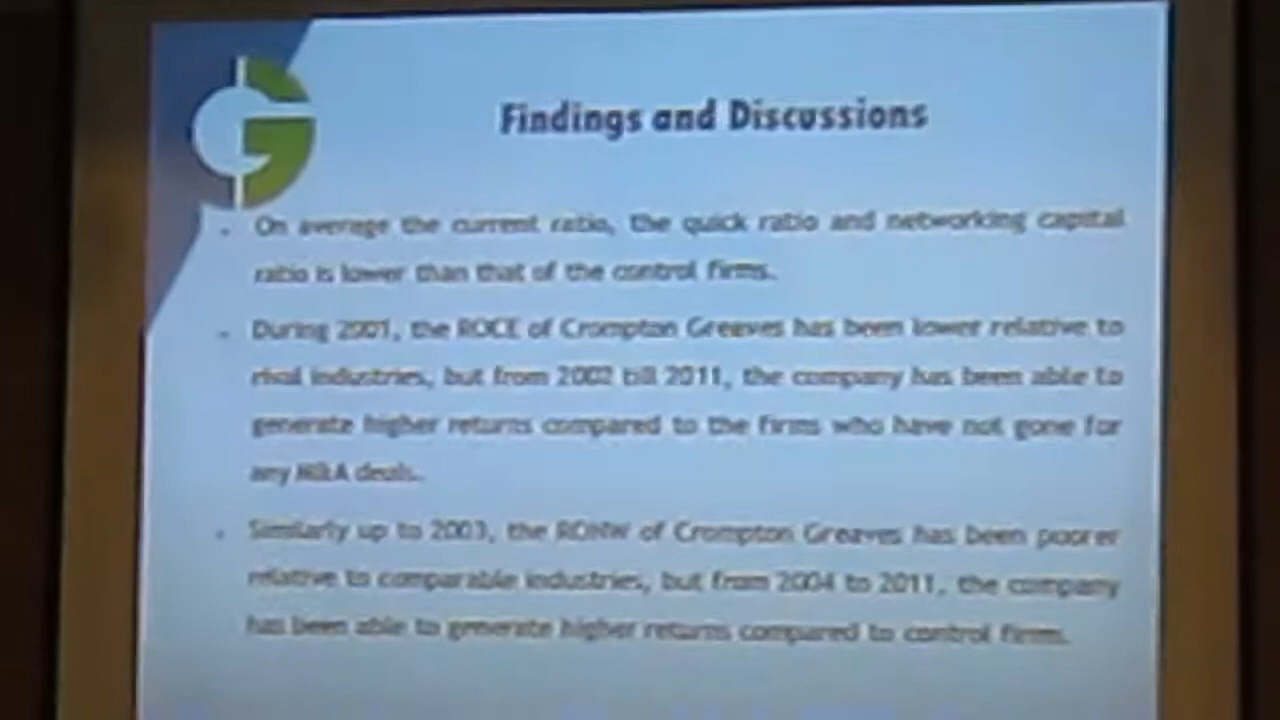 Findings and Discussions
On average the current ratio, the quick ratio and networking capital
ratio is lower than that of the control firms.
During 2001, the ROCE of Crompton Greaves has been lower relative to
rival industries, but from 2002 till 2011, the company has been able to
generate higher returns compared to the firms who have not gone for
any M&A deals.
Similarly up to 2003, the RONW of Crompton Greaves has been poorer
relative to comparable industries, but from 2004 to 2011, the company
has been able to generate higher returns compared to control firms.